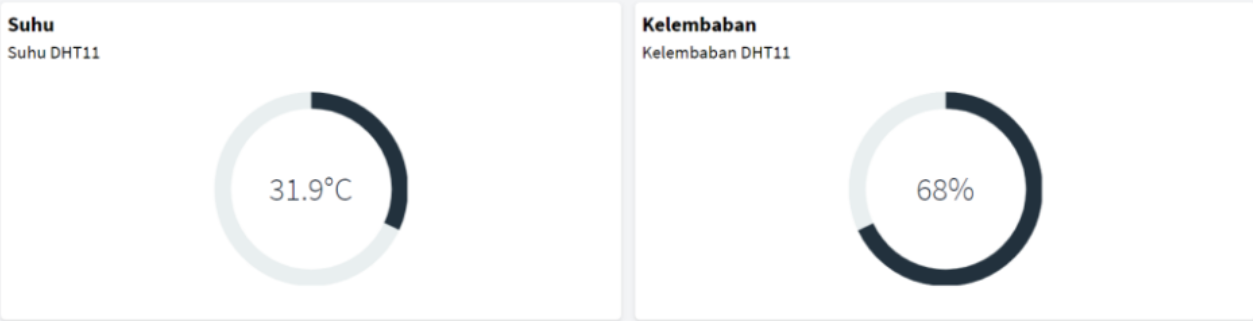 Suhu
Suhu DHT11
31.9°C
Kelembaban
Kelembaban DHT11
68%